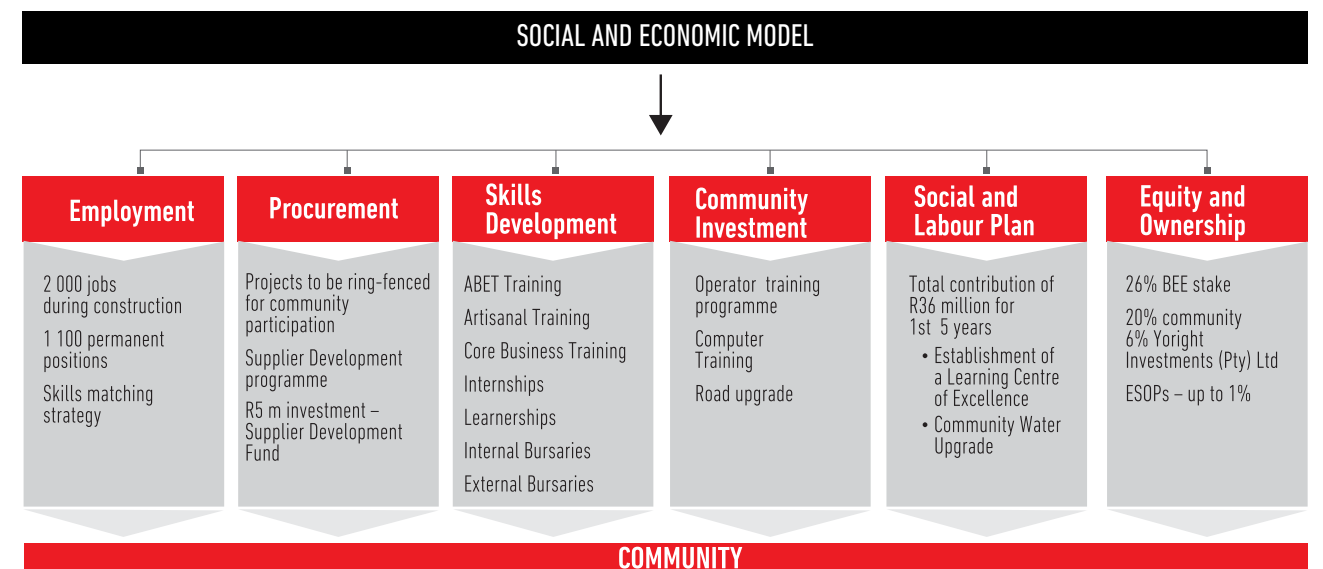 SOCIAL AND ECONOMIC MODEL
Employment
2 000 jobs
during construction
1 100 permanent
positions
Skills matching
strategy
Procurement
Projects to be ring-fenced
for community
participation
Supplier Development
programme
R5 m investment –
Supplier Development
Fund
Skills
Development
ABET Training
Artisanal Training
Core Business Training
Internships
Learnerships
Internal Bursaries
External Bursaries
Community
Investment
Operator training
programme
Computer
Training
Road upgrade
Social and
Labour Plan
Total contribution of
R36 million for
1st 5 years
• Establishment of
a Learning Centre
of Excellence
• Community Water
Upgrade
Equity and
Ownership
26% BEE stake
20% community
6% Yoright
Investments (Pty) Ltd
ESOPs – up to 1%
COMMUNITY